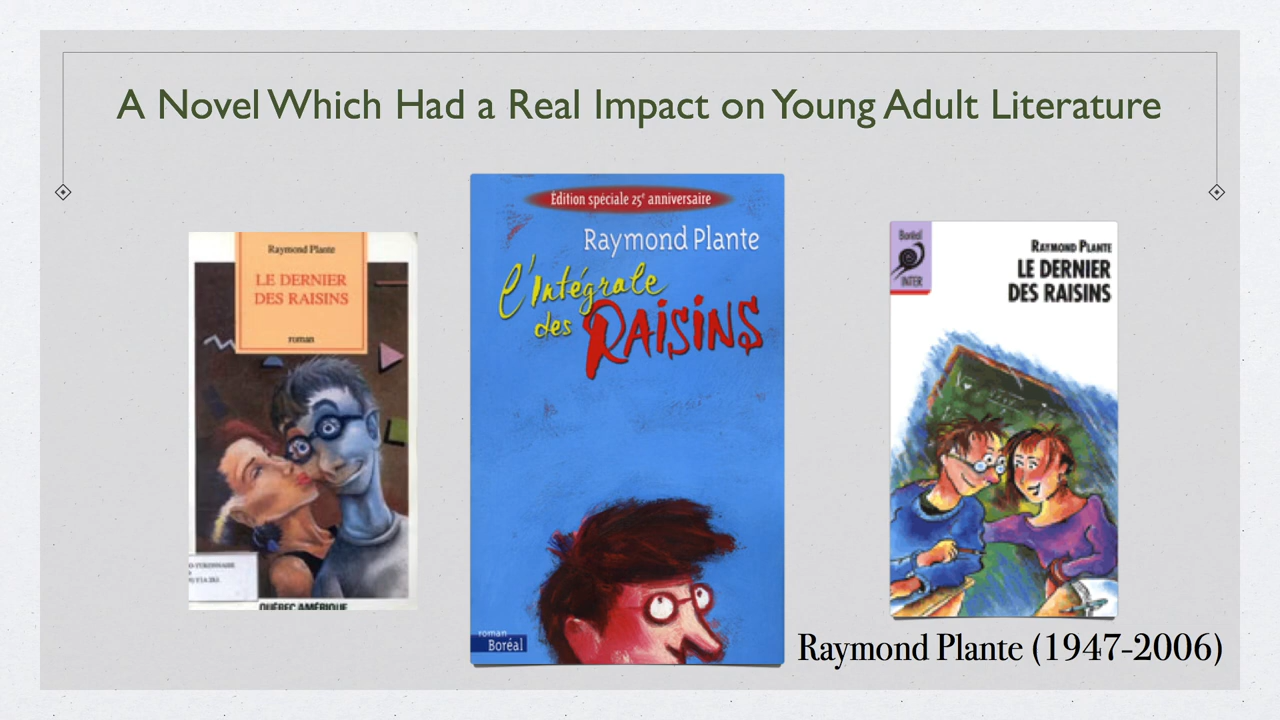 A Novel Which Had a Real Impact on Young Adult Literature
Raymond Plante
LE DERNIER
DES RAISINS
roman
QUÉBEC AMÉRIQUE
Édition spéciale 25e anniversaire
Raymond Plante
l'Intégrale
des RAISINS
roman
Boréal
Boréal
INTER
RAYMOND PLANTE
LE DERNIER
DES RAISINS
Raymond Plante (1947-2006)